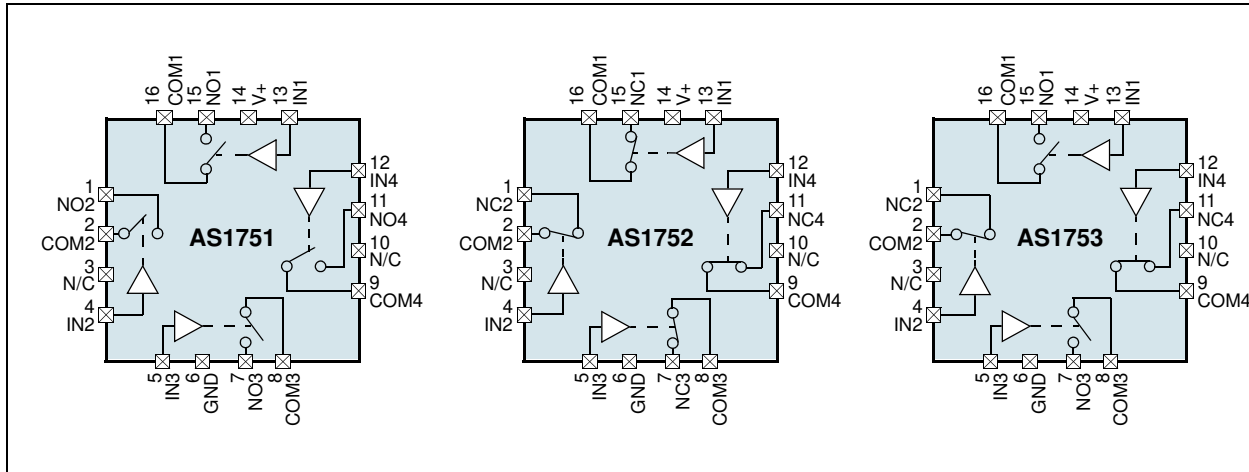 16 COM1
15 NO1
14 V+
13 IN1
12 IN4
11 NO4
10 N/C
9 COM4
1 NO2
2 COM2
3 N/C
4 IN2
5 IN3
6 GND
7 NO3
8 COM3
AS1751
16 COM1
15 NC1
14 V+
13 IN1
12 IN4
11 NC4
10 N/C
9 COM4
1 NC2
2 COM2
3 N/C
4 IN2
5 IN3
6 GND
7 NC3
8 COM3
AS1752
16 COM1
15 NO1
14 V+
13 IN1
12 IN4
11 NC4
10 N/C
9 COM4
1 NC2
2 COM2
3 N/C
4 IN2
5 IN3
6 GND
7 NO3
8 COM3
AS1753